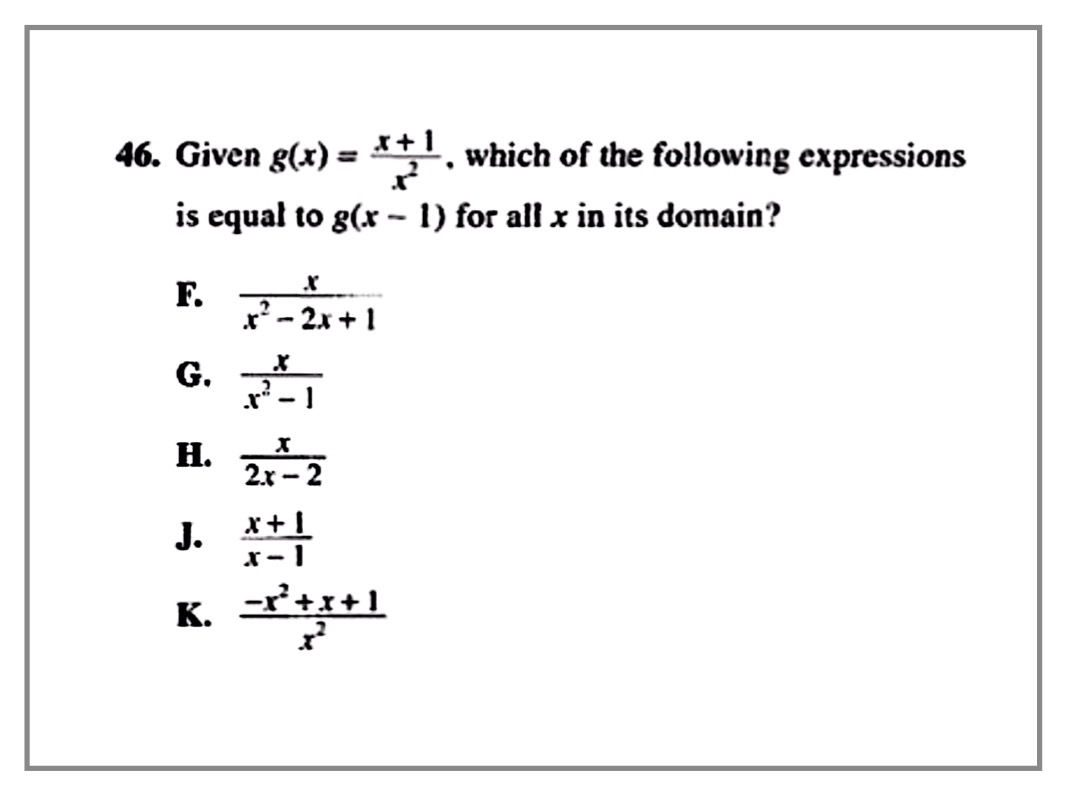 46. Given g(x) = \frac{x+1}{x^2}, which of the following expressions
is equal to g(x − 1) for all x in its domain?
F. \frac{x}{x^2 − 2x + 1}
G. \frac{x}{x^2 − 1}
H. \frac{x}{2x − 2}
J. \frac{x+1}{x−1}
K. \frac{−x^2 + x + 1}{x^2}